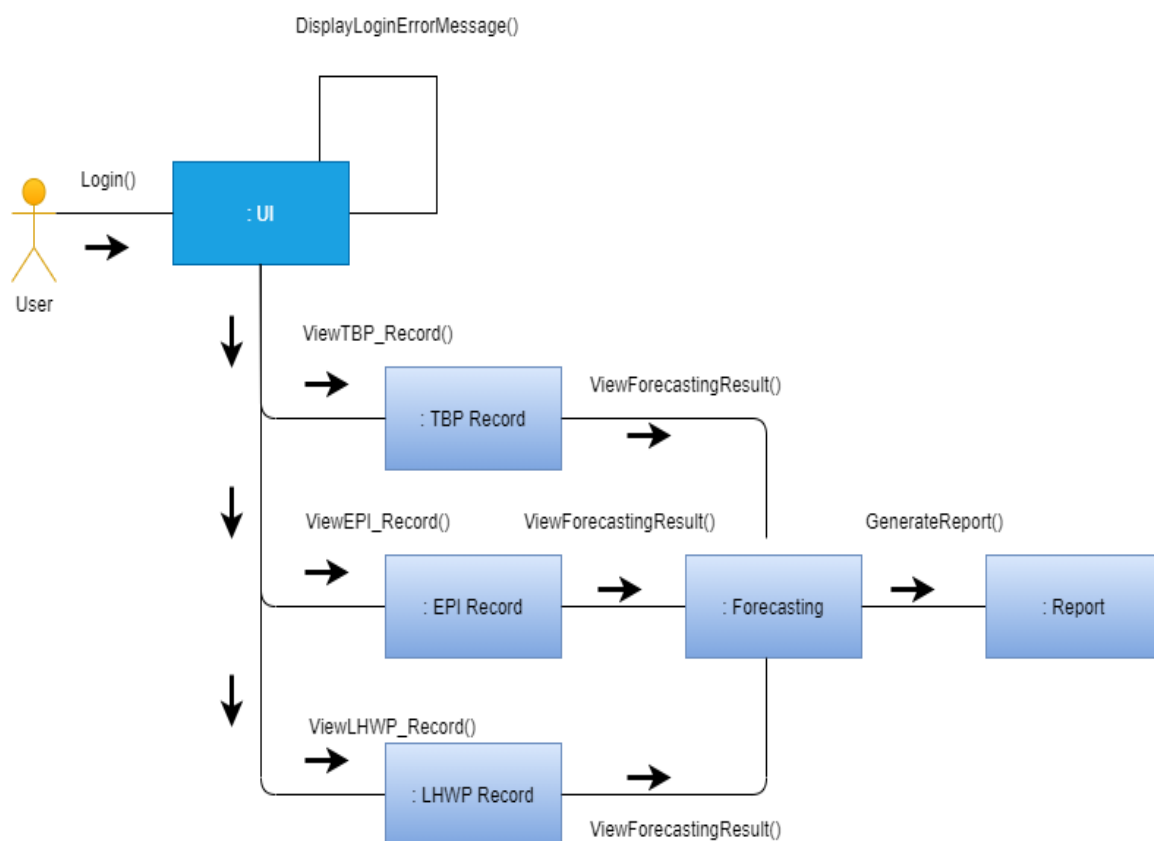 DisplayLoginErrorMessage()
Login()
: UI
User
ViewTBP_Record()
ViewForecastingResult()
: TBP Record
ViewEPI_Record()
ViewForecastingResult()
GenerateReport()
: EPI Record
: Forecasting
: Report
ViewLHWP_Record()
: LHWP Record
ViewForecastingResult()